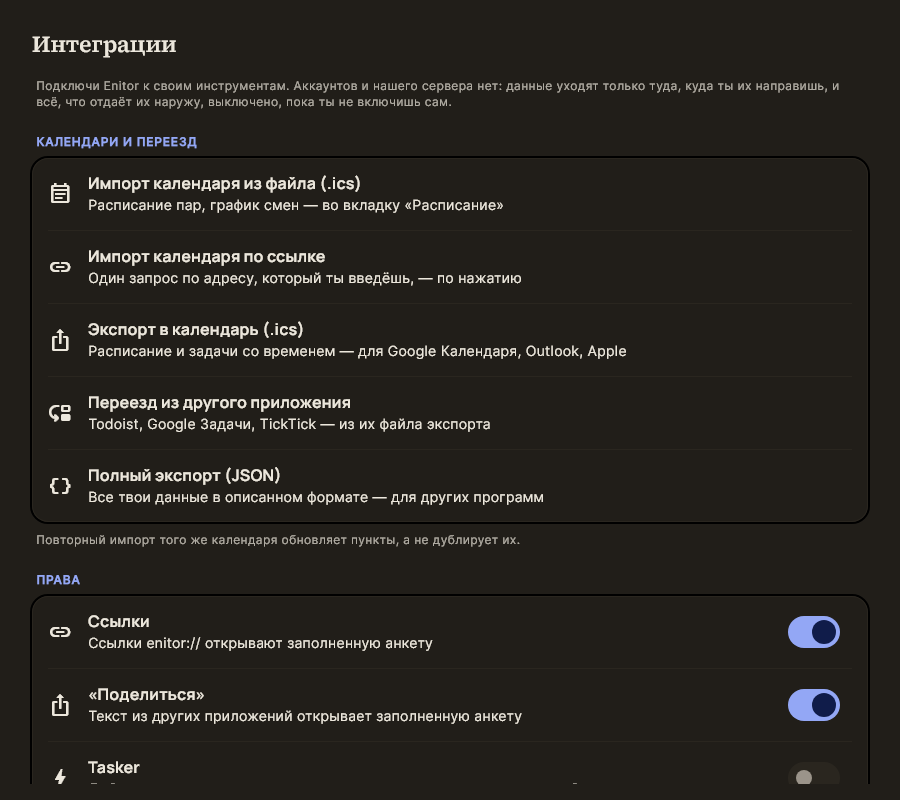 Интеграции
Подключи Enitor к своим инструментам. Аккаунтов и нашего сервера нет: данные уходят только туда, куда ты их направишь, и
всё, что отдаёт их наружу, выключено, пока ты не включишь сам.
КАЛЕНДАРИ И ПЕРЕЕЗД
Импорт календаря из файла (.ics)
Расписание пар, график смен — во вкладку «Расписание»
Импорт календаря по ссылке
Один запрос по адресу, который ты введёшь, — по нажатию
Экспорт в календарь (.ics)
Расписание и задачи со временем — для Google Календаря, Outlook, Apple
Переезд из другого приложения
Todoist, Google Задачи, TickTick — из их файла экспорта
Полный экспорт (JSON)
Все твои данные в описанном формате — для других программ
Повторный импорт того же календаря обновляет пункты, а не дублирует их.
ПРАВА
Ссылки
Ссылки enitor:// открывают заполненную анкету
«Поделиться»
Текст из других приложений открывает заполненную анкету
Tasker